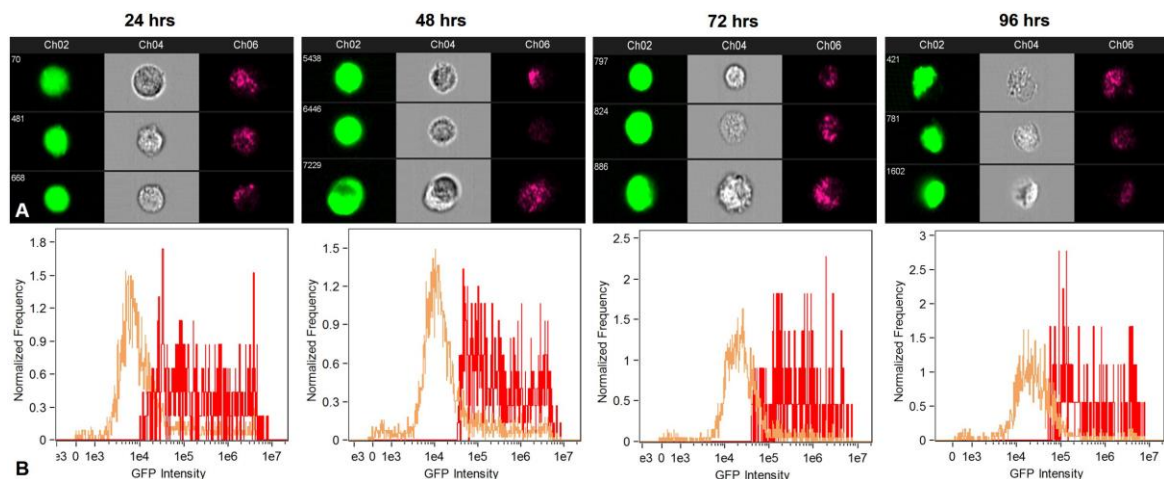 24 hrs
48 hrs
72 hrs
96 hrs
Ch02 Ch04 Ch06
70
481
668
A
Ch02 Ch04 Ch06
5438
6446
7229
Ch02 Ch04 Ch06
797
824
886
Ch02 Ch04 Ch06
421
781
1602
B
Normalized Frequency
1.8
1.5
1.2
0.9
0.6
0.3
0
e3 0 1e3 1e4 1e5 1e6 1e7
GFP Intensity
Normalized Frequency
1.5
1.2
0.9
0.6
0.3
0
e3 0 1e3 1e4 1e5 1e6 1e7
GFP Intensity
Normalized Frequency
2.5
2
1.5
1
0.5
0
e3 0 1e3 1e4 1e5 1e6 1e7
GFP Intensity
Normalized Frequency
3
2.5
2
1.5
1
0.5
0
0 1e3 1e4 1e5 1e6 1e7
GFP Intensity